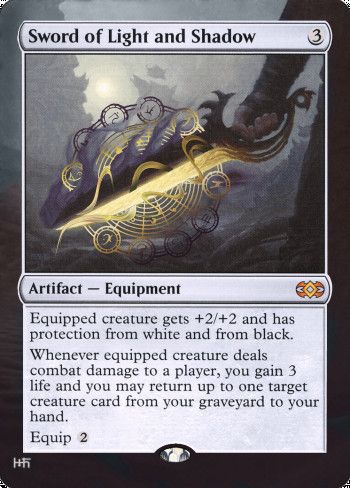 Sword of Light and Shadow 3
Artifact — Equipment
Equipped creature gets +2/+2 and has
protection from white and from black.
Whenever equipped creature deals
combat damage to a player, you gain 3
life and you may return up to one target
creature card from your graveyard to your
hand.
Equip 2